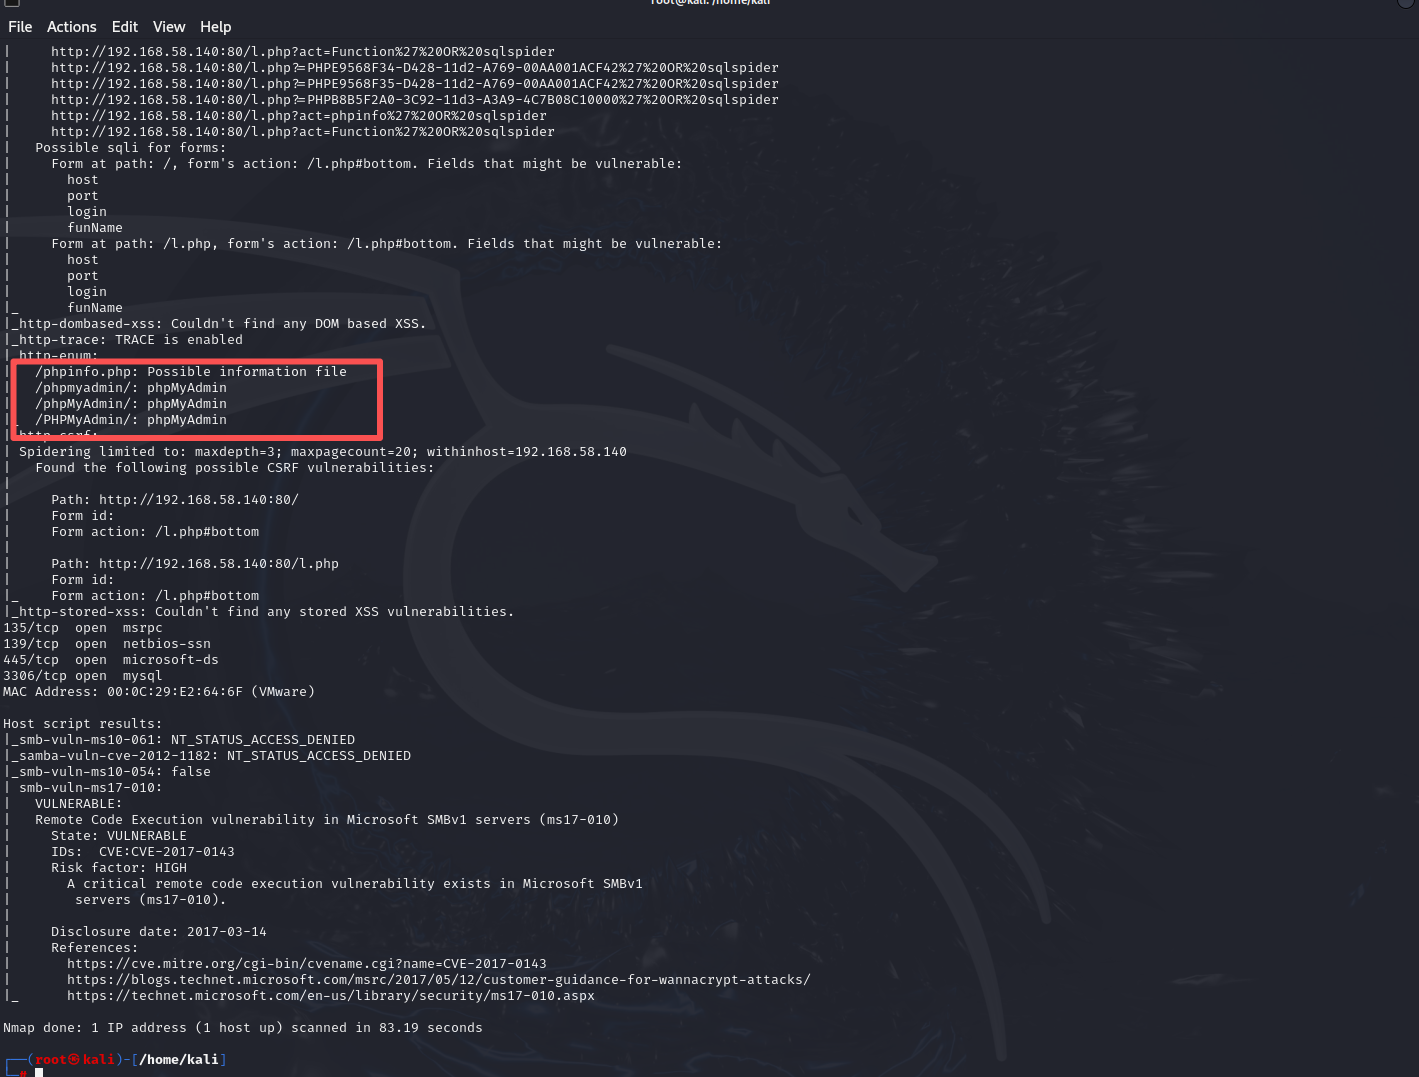 root@kali: /home/kali
File Actions Edit View Help
| http://192.168.58.140:80/l.php?act=Function%27%20OR%20sqlspider
| http://192.168.58.140:80/l.php?=PHPE9568F34-D428-11d2-A769-00AA001ACF42%27%20OR%20sqlspider
| http://192.168.58.140:80/l.php?=PHPE9568F35-D428-11d2-A769-00AA001ACF42%27%20OR%20sqlspider
| http://192.168.58.140:80/l.php?=PHPB8B5F2A0-3C92-11d3-A3A9-4C7B08C10000%27%20OR%20sqlspider
| http://192.168.58.140:80/l.php?act=phpinfo%27%20OR%20sqlspider
| http://192.168.58.140:80/l.php?act=Function%27%20OR%20sqlspider
| Possible sqli for forms:
| Form at path: /, form's action: /l.php#bottom. Fields that might be vulnerable:
| host
| port
| login
| funName
| Form at path: /l.php, form's action: /l.php#bottom. Fields that might be vulnerable:
| host
| port
| login
|_ funName
|_http-dombased-xss: Couldn't find any DOM based XSS.
|_http-trace: TRACE is enabled
| http-enum:
| /phpinfo.php: Possible information file
| /phpmyadmin/: phpMyAdmin
| /phpMyAdmin/: phpMyAdmin
|_ /PHPMyAdmin/: phpMyAdmin
| http-csrf:
| Spidering limited to: maxdepth=3; maxpagecount=20; withinhost=192.168.58.140
| Found the following possible CSRF vulnerabilities:
|
| Path: http://192.168.58.140:80/
| Form id:
| Form action: /l.php#bottom
|
| Path: http://192.168.58.140:80/l.php
| Form id:
|_ Form action: /l.php#bottom
|_http-stored-xss: Couldn't find any stored XSS vulnerabilities.
135/tcp open msrpc
139/tcp open netbios-ssn
445/tcp open microsoft-ds
3306/tcp open mysql
MAC Address: 00:0C:29:E2:64:6F (VMware)
Host script results:
|_smb-vuln-ms10-061: NT_STATUS_ACCESS_DENIED
|_samba-vuln-cve-2012-1182: NT_STATUS_ACCESS_DENIED
|_smb-vuln-ms10-054: false
| smb-vuln-ms17-010:
| VULNERABLE:
| Remote Code Execution vulnerability in Microsoft SMBv1 servers (ms17-010)
| State: VULNERABLE
| IDs: CVE:CVE-2017-0143
| Risk factor: HIGH
| A critical remote code execution vulnerability exists in Microsoft SMBv1
| servers (ms17-010).
|
| Disclosure date: 2017-03-14
| References:
| https://cve.mitre.org/cgi-bin/cvename.cgi?name=CVE-2017-0143
| https://blogs.technet.microsoft.com/msrc/2017/05/12/customer-guidance-for-wannacrypt-attacks/
|_ https://technet.microsoft.com/en-us/library/security/ms17-010.aspx
Nmap done: 1 IP address (1 host up) scanned in 83.19 seconds
┌──(root㉿kali)-[/home/kali]
└─#